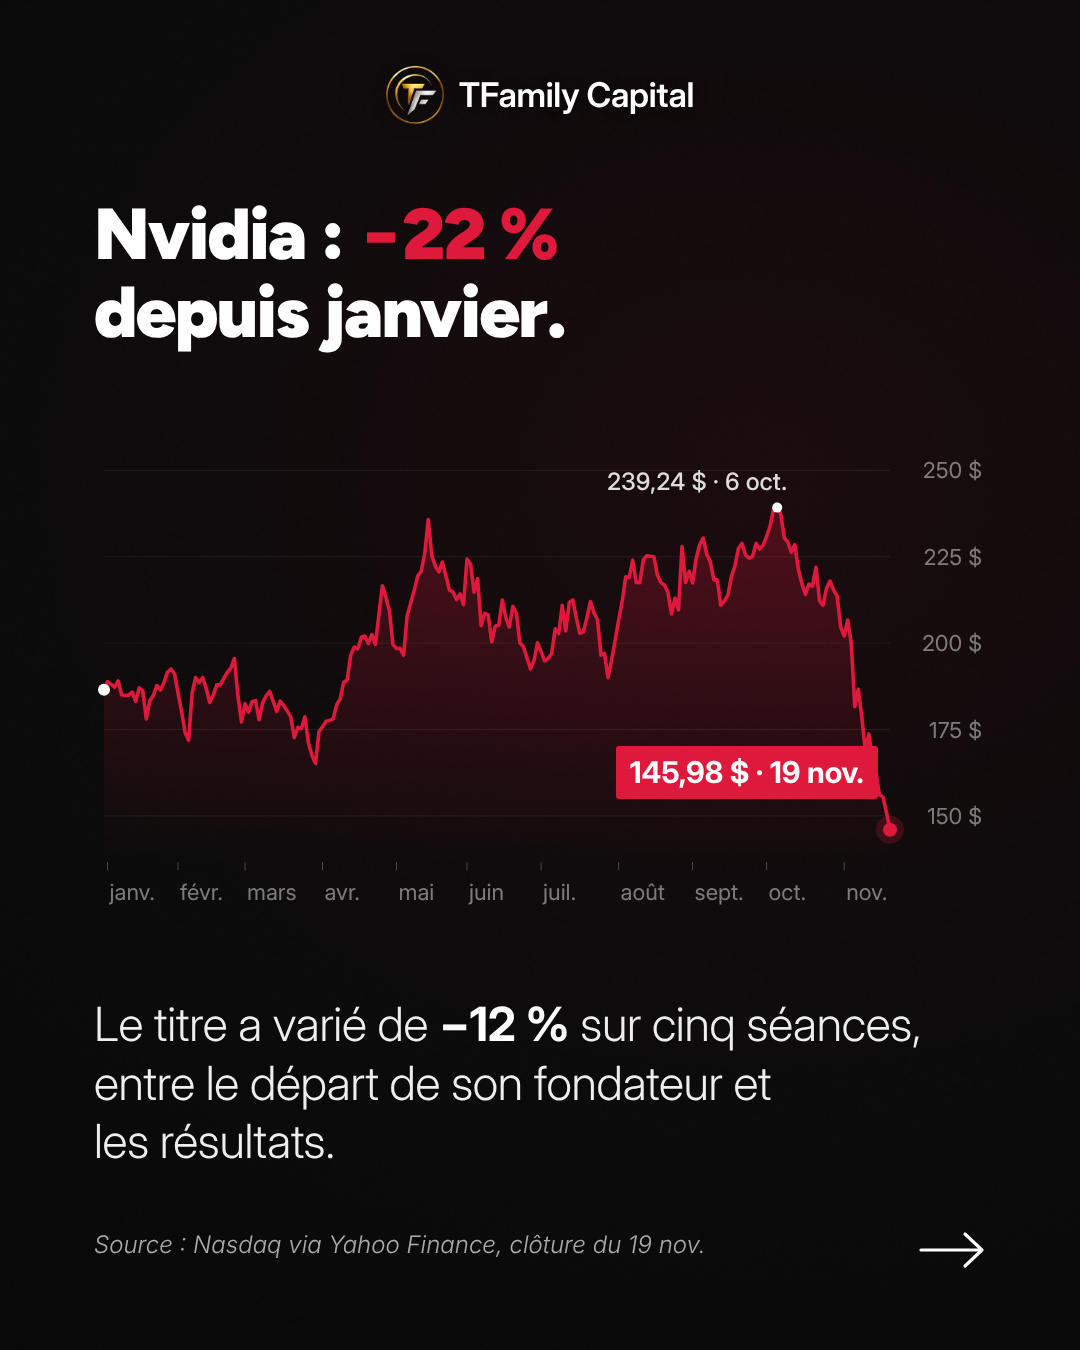 TF TFamily Capital
Nvidia : −22 %
depuis janvier.
250 $
239,24 $ · 6 oct.
225 $
200 $
175 $
145,98 $ · 19 nov.
150 $
janv. févr. mars avr. mai juin juil. août sept. oct. nov.
Le titre a varié de −12 % sur cinq séances,
entre le départ de son fondateur et
les résultats.
Source : Nasdaq via Yahoo Finance, clôture du 19 nov.